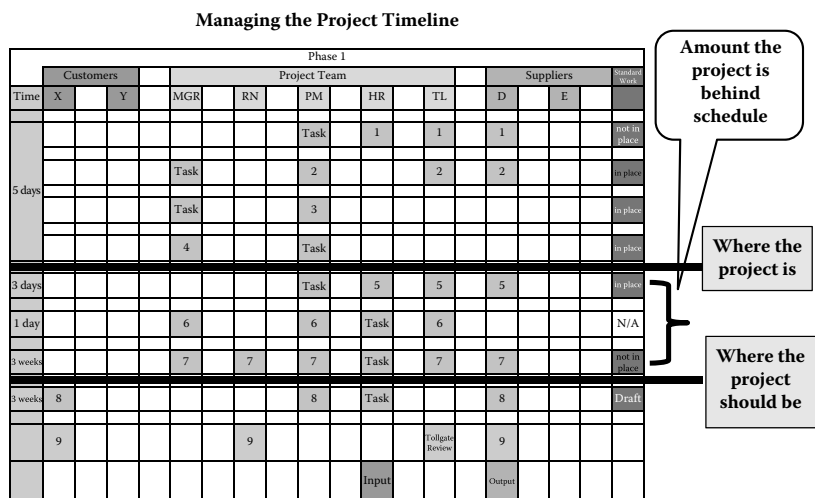 Managing the Project Timeline
Phase 1
Customers Project Team Suppliers Standard Work
Time X Y MGR RN PM HR TL D E
5 days
Task 1 1 1 not in place
Task 2 2 2 in place
Task 3 in place
4 Task in place
3 days Task 5 5 5 in place
1 day 6 6 Task 6 N/A
3 weeks 7 7 7 Task 7 7 not in place
3 weeks 8 8 Task 8 Draft
9 9 Tollgate Review 9
Input Output
Amount the
project is
behind
schedule
Where the
project is
Where the
project
should be